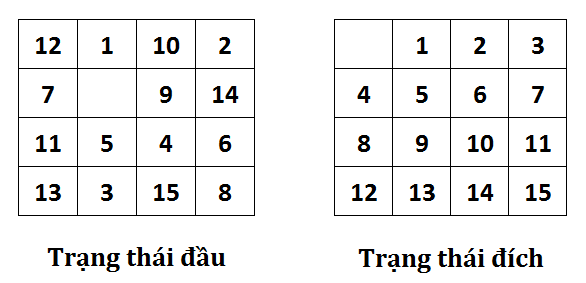 12 1 10 2 1 2 3
7 9 14 4 5 6 7
11 5 4 6 8 9 10 11
13 3 15 8 12 13 14 15
Trạng thái đầu Trạng thái đích